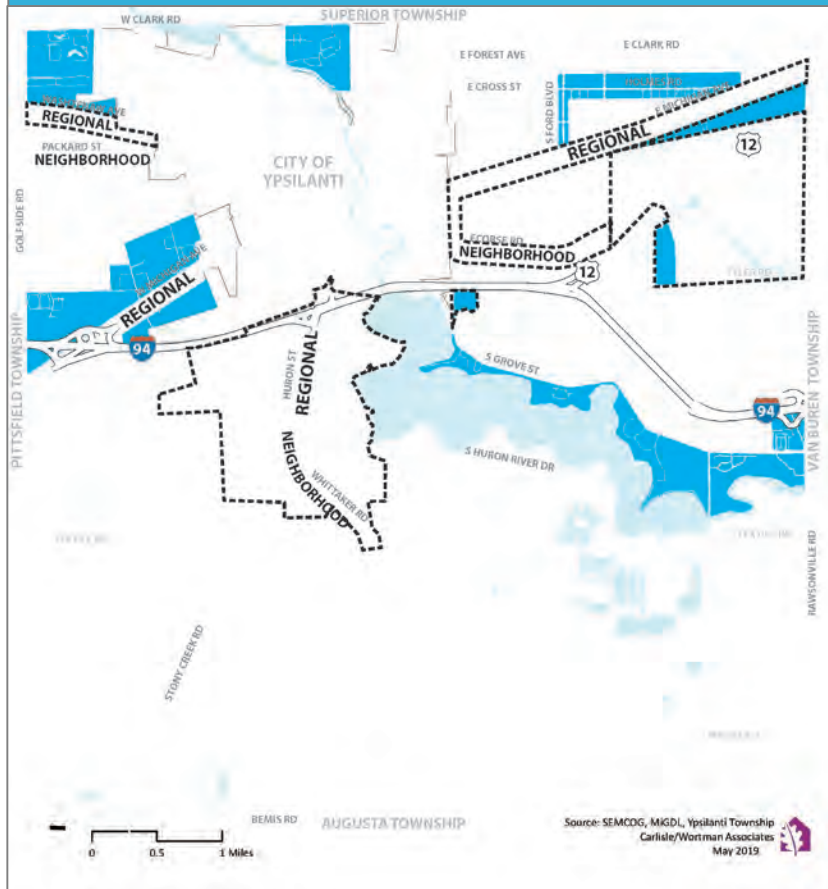 W CLARK RD
SUPERIOR TOWNSHIP
E FOREST AVE
E CLARK RD
E CROSS ST
S FORD BLVD
E MICHIGAN AVE
REGIONAL
12
REGIONAL
PACKARD ST
NEIGHBORHOOD
CITY OF
YPSILANTI
GOLFSIDE RD
ECORSE RD
NEIGHBORHOOD
12
REGIONAL
94
PITTSFIELD TOWNSHIP
HURON ST
REGIONAL
S GROVE ST
94
VAN BUREN TOWNSHIP
NEIGHBORHOOD
WHITTAKER RD
S HURON RIVER DR
RAWSONVILLE RD
STONY CREEK RD
BEMIS RD
AUGUSTA TOWNSHIP
0 0.5 1 Miles
Source: SEMCOG, MiGDL, Ypsilanti Township
Carlisle/Wortman Associates
May 2019